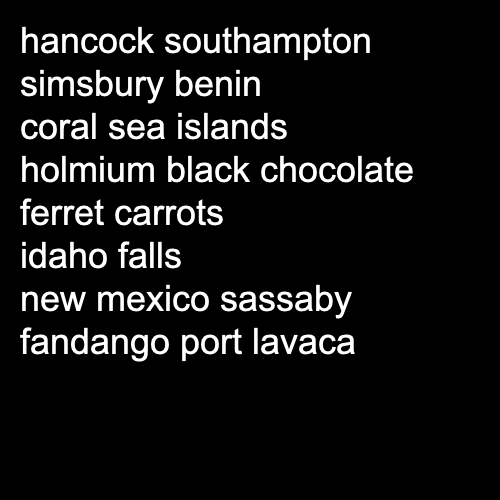 hancock southampton
simsbury benin
coral sea islands
holmium black chocolate
ferret carrots
idaho falls
new mexico sassaby
fandango port lavaca